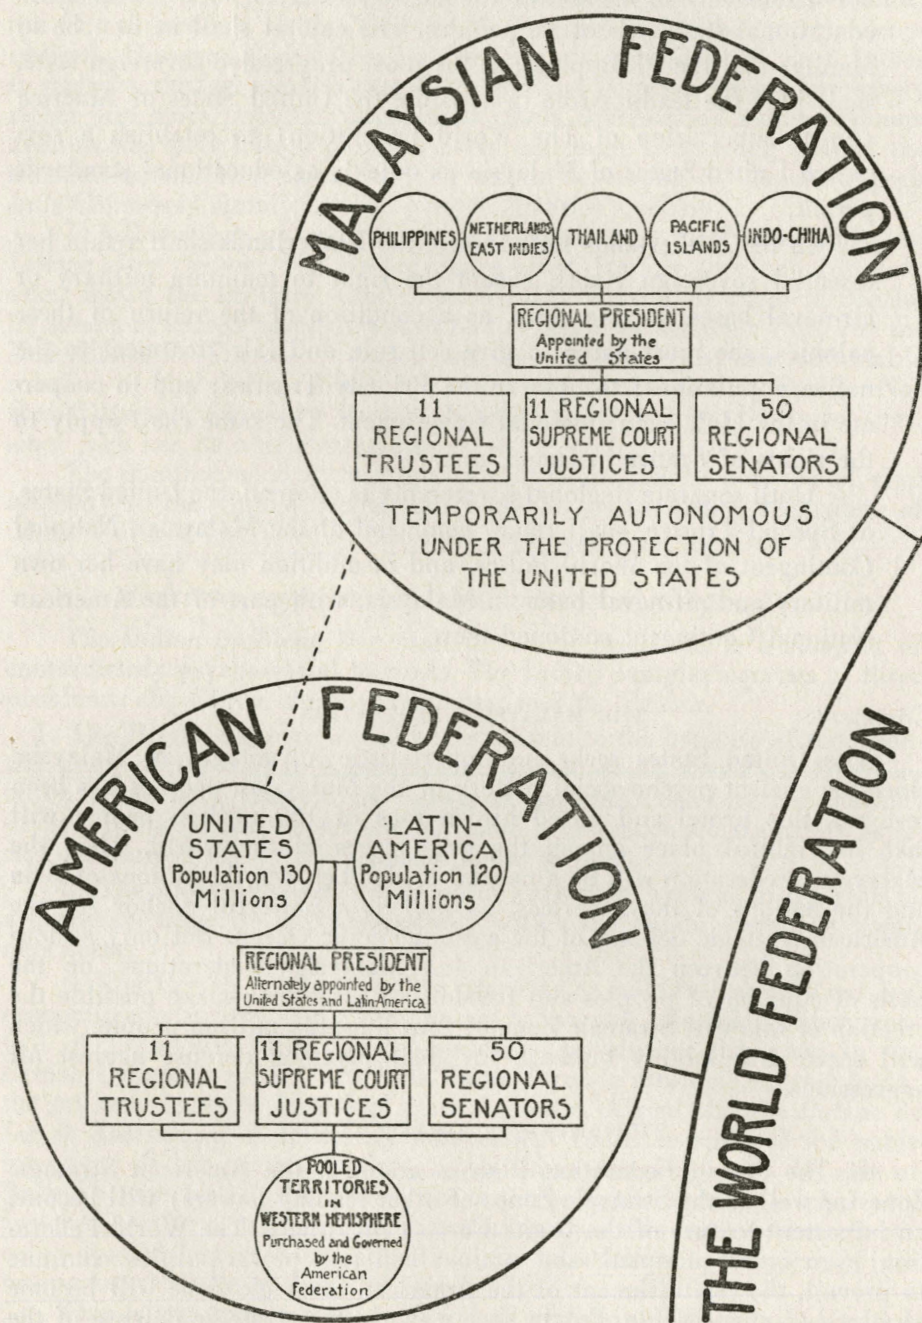 MALAYSIAN FEDERATION
PHILIPPINES
NETHERLANDS
EAST INDIES
THAILAND
PACIFIC
ISLANDS
INDO-CHINA
REGIONAL PRESIDENT
Appointed by the
United States
11
REGIONAL
TRUSTEES
11 REGIONAL
SUPREME COURT
JUSTICES
50
REGIONAL
SENATORS
TEMPORARILY AUTONOMOUS
UNDER THE PROTECTION OF
THE UNITED STATES
AMERICAN FEDERATION
UNITED
STATES
Population 130
Millions
LATIN-
AMERICA
Population 120
Millions
REGIONAL PRESIDENT
Alternately appointed by the
United States and Latin-America
11
REGIONAL
TRUSTEES
11 REGIONAL
SUPREME COURT
JUSTICES
50
REGIONAL
SENATORS
POOLED
TERRITORIES
IN
WESTERN HEMISPHERE
Purchased and Governed
by the
American
Federation
THE WORLD FEDERATION